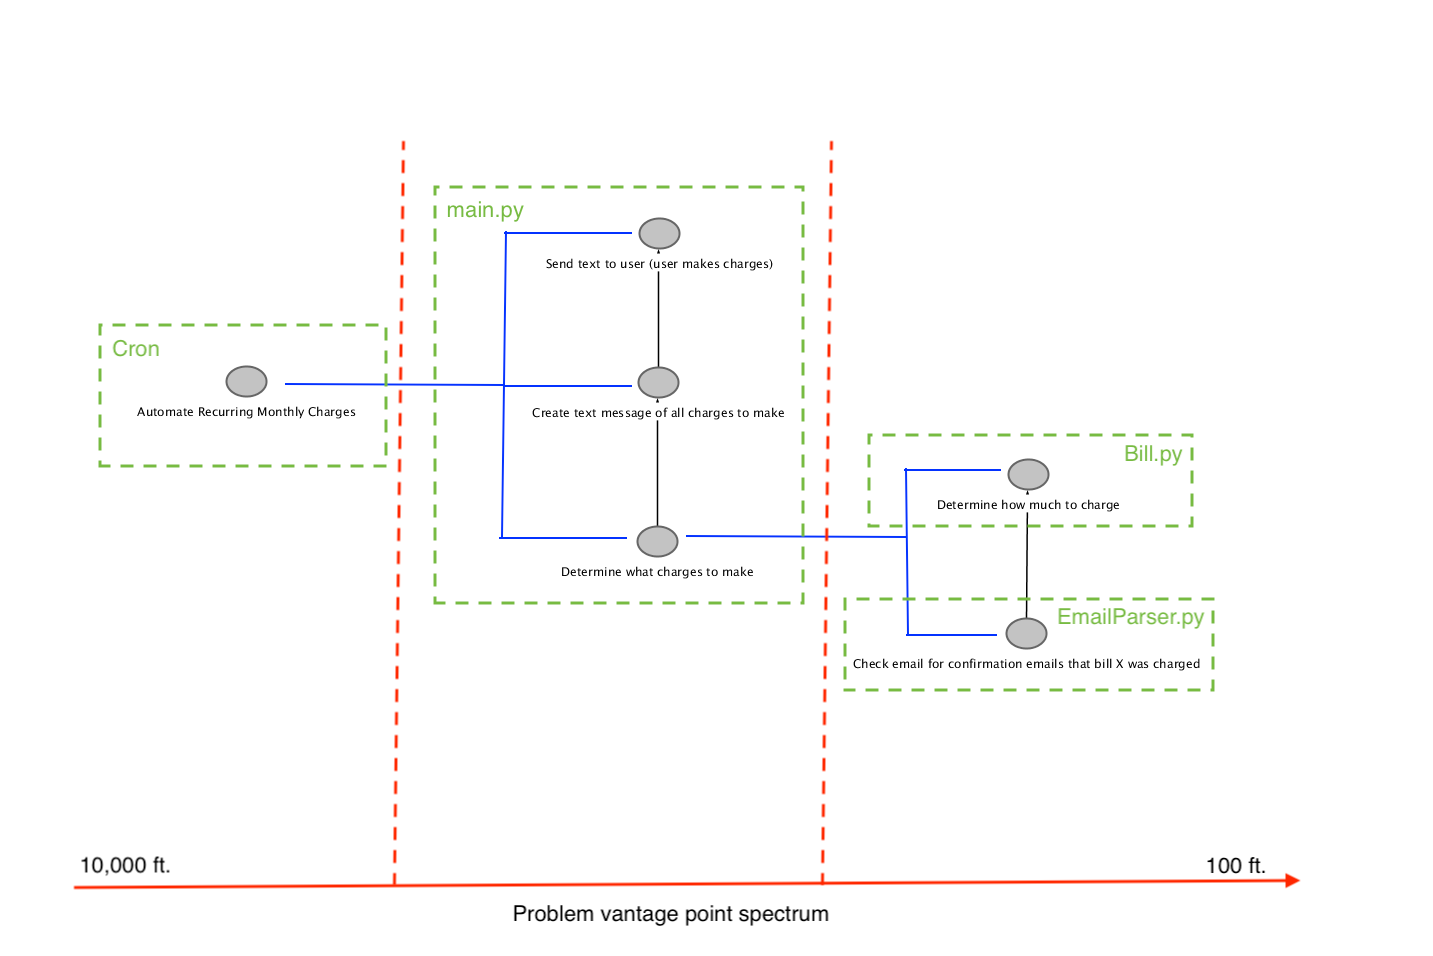 main.py
Send text to user (user makes charges)
Cron
Automate Recurring Monthly Charges
Create text message of all charges to make
Bill.py
Determine how much to charge
Determine what charges to make
EmailParser.py
Check email for confirmation emails that bill X was charged
10,000 ft.
100 ft.
Problem vantage point spectrum